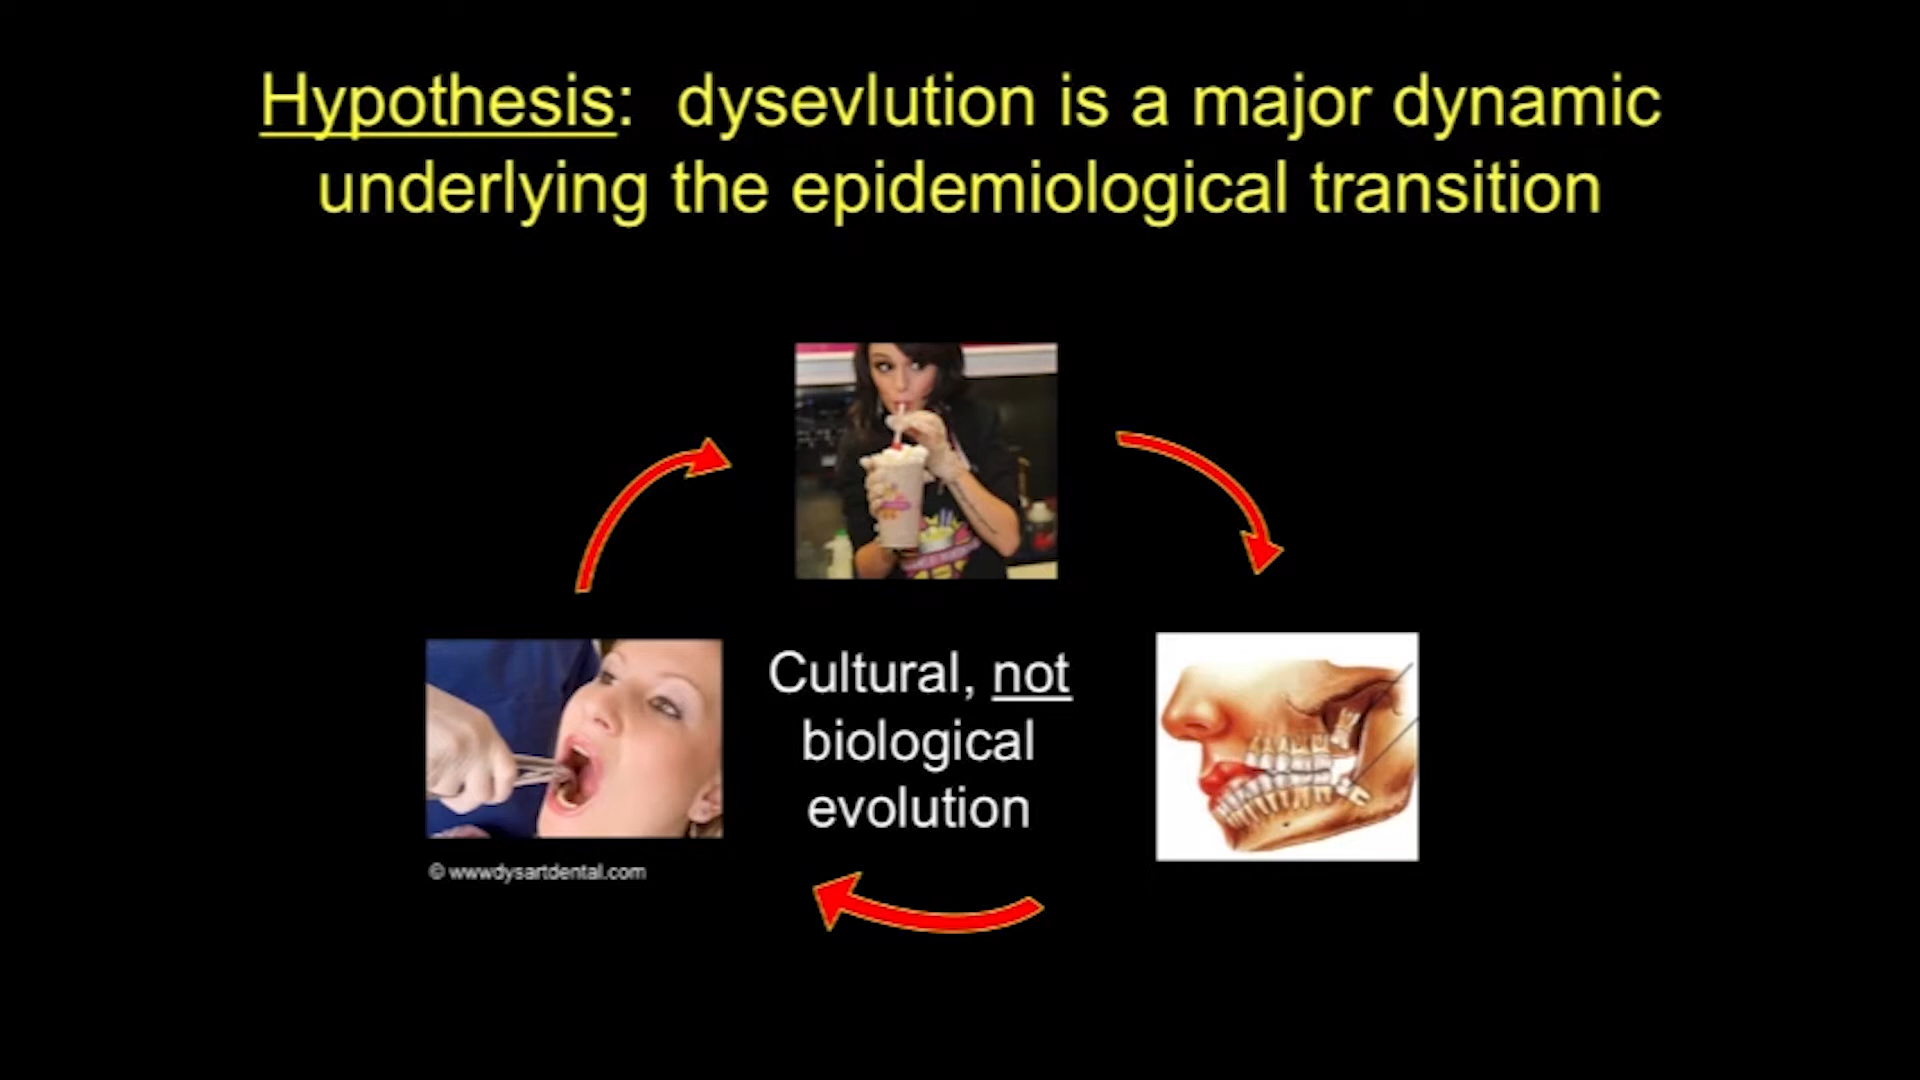 Hypothesis: dysevlution is a major dynamic
underlying the epidemiological transition
Cultural, not
biological
evolution
© wwwdysartdental.com